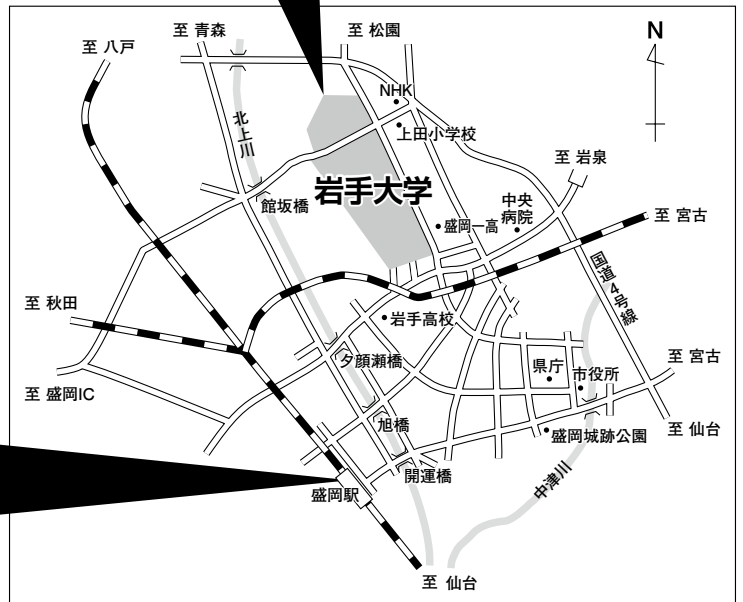 至 青森
至 松園
N
至 八戸
NHK
北上川
上田小学校
至 岩泉
岩手大学
中央
病院
館坂橋
盛岡一高
至 宮古
国道4号線
至 秋田
岩手高校
夕顔瀬橋
県庁
市役所
至 宮古
至 盛岡IC
旭橋
盛岡城跡公園
至 仙台
開運橋
中津川
盛岡駅
至 仙台